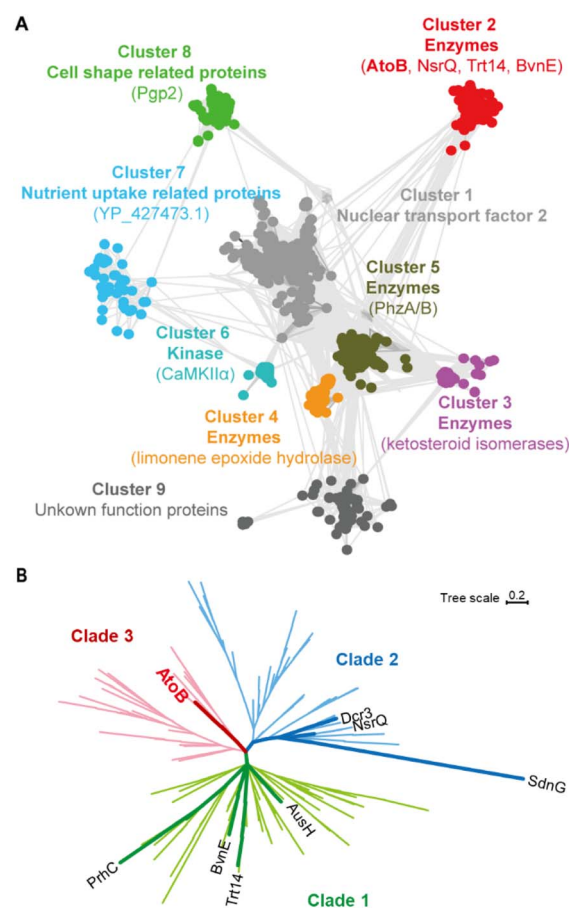 A
Cluster 8
Cell shape related proteins
(Pgp2)
Cluster 2
Enzymes
(AtoB, NsrQ, Trt14, BvnE)
Cluster 7
Nutrient uptake related proteins
(YP_427473.1)
Cluster 1
Nuclear transport factor 2
Cluster 5
Enzymes
(PhzA/B)
Cluster 6
Kinase
(CaMKIIα)
Cluster 4
Enzymes
(limonene epoxide hydrolase)
Cluster 3
Enzymes
(ketosteroid isomerases)
Cluster 9
Unkown function proteins
B
Tree scale 0.2
Clade 3
AtoB
Clade 2
Dcr3
NsrQ
SdnG
AusH
BvnE
Trt14
PrhC
Clade 1